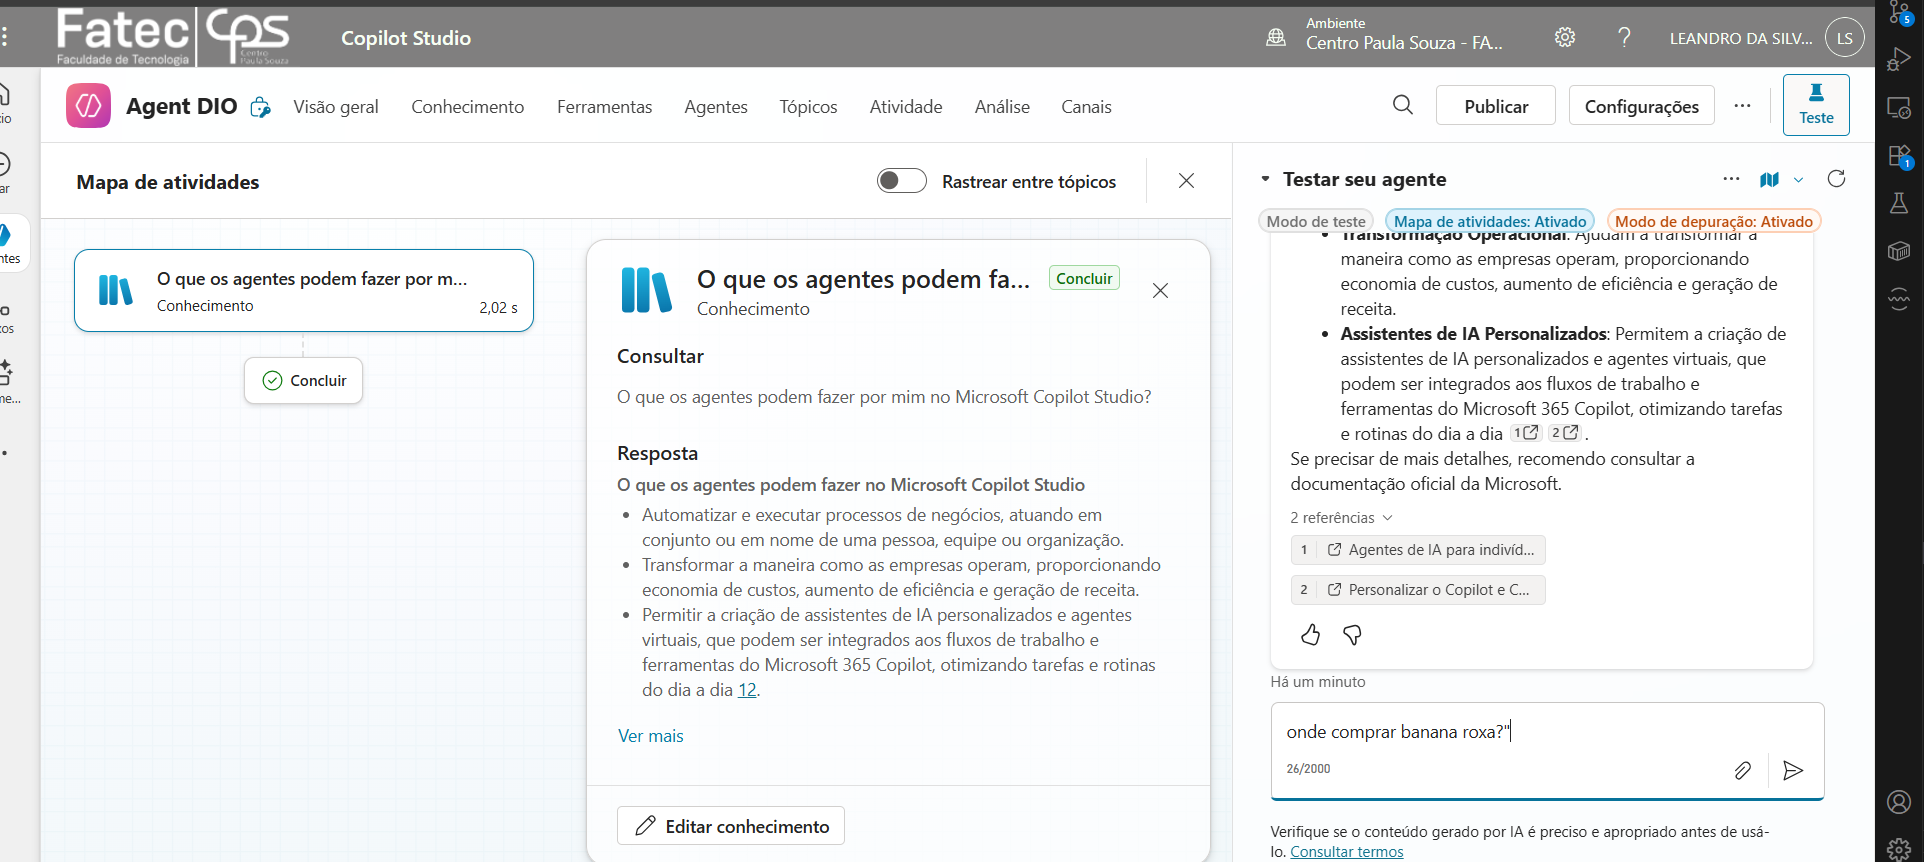 Fatec
Faculdade de Tecnologia
CPS
Centro
Paula Souza
Copilot Studio
Ambiente
Centro Paula Souza - FA...
LEANDRO DA SILV...
LS
5
cio
Agent DIO
Visão geral
Conhecimento
Ferramentas
Agentes
Tópicos
Atividade
Análise
Canais
Publicar
Configurações
Teste
1
ar
Mapa de atividades
Rastrear entre tópicos
Testar seu agente
Modo de teste
Mapa de atividades: Ativado
Modo de depuração: Ativado
ntes
xos
me...
O que os agentes podem fazer por m...
Conhecimento
2,02 s
Concluir
O que os agentes podem fa...
Concluir
Conhecimento
Consultar
O que os agentes podem fazer por mim no Microsoft Copilot Studio?
Resposta
O que os agentes podem fazer no Microsoft Copilot Studio
• Automatizar e executar processos de negócios, atuando em
conjunto ou em nome de uma pessoa, equipe ou organização.
• Transformar a maneira como as empresas operam, proporcionando
economia de custos, aumento de eficiência e geração de receita.
• Permitir a criação de assistentes de IA personalizados e agentes
virtuais, que podem ser integrados aos fluxos de trabalho e
ferramentas do Microsoft 365 Copilot, otimizando tarefas e rotinas
do dia a dia 12.
Ver mais
Editar conhecimento
• Transformação Operacional: Ajudam a transformar a
maneira como as empresas operam, proporcionando
economia de custos, aumento de eficiência e geração de
receita.
• Assistentes de IA Personalizados: Permitem a criação de
assistentes de IA personalizados e agentes virtuais, que
podem ser integrados aos fluxos de trabalho e
ferramentas do Microsoft 365 Copilot, otimizando tarefas
e rotinas do dia a dia 1 2 .
Se precisar de mais detalhes, recomendo consultar a
documentação oficial da Microsoft.
2 referências
1 Agentes de IA para indivíd...
2 Personalizar o Copilot e C...
Há um minuto
onde comprar banana roxa?"
26/2000
Verifique se o conteúdo gerado por IA é preciso e apropriado antes de usá-
lo. Consultar termos